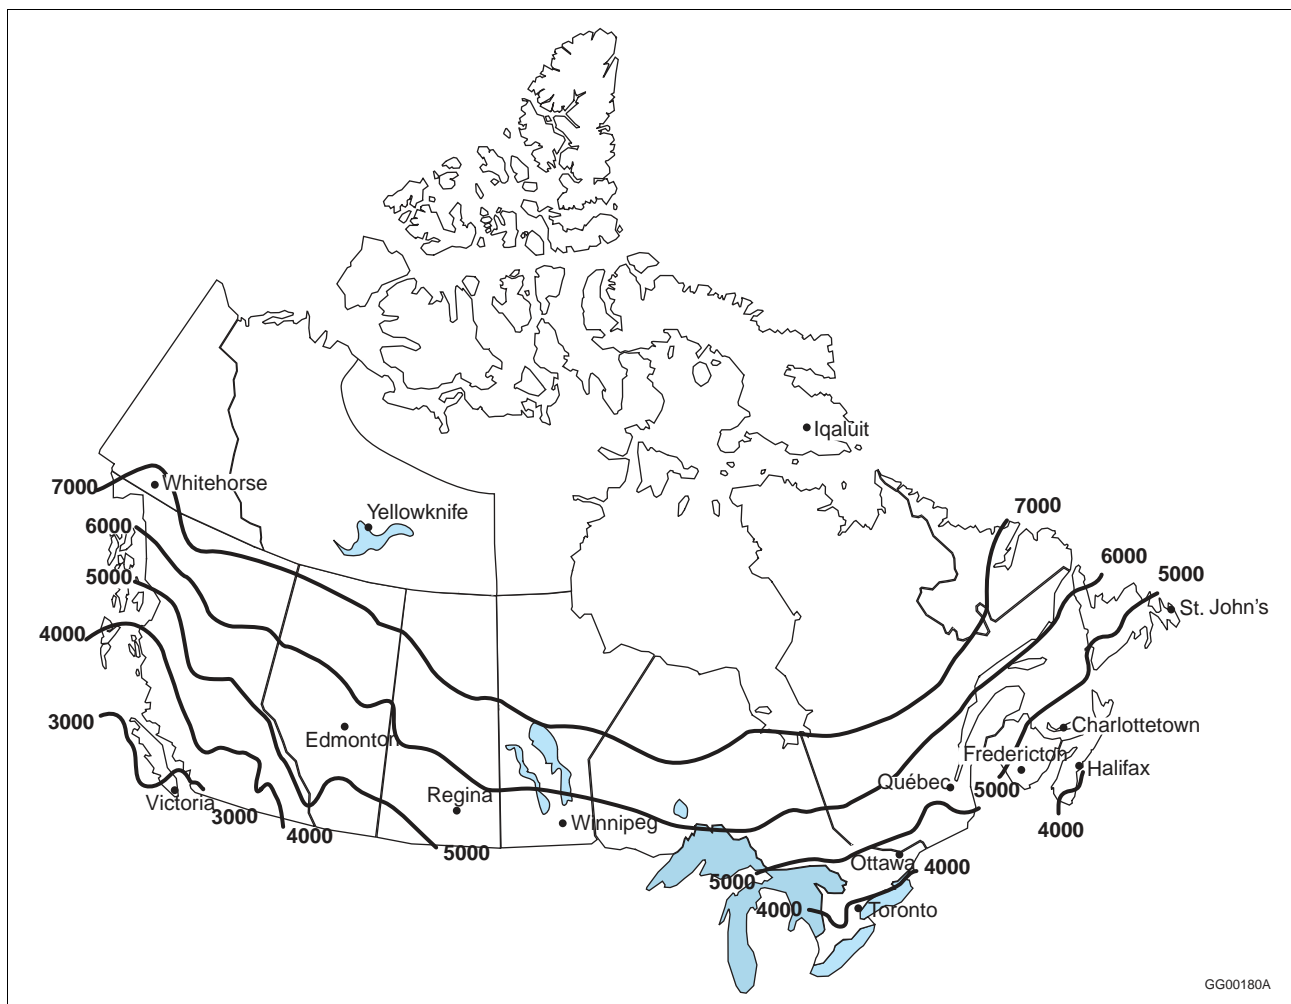 Iqaluit
7000
Whitehorse
7000
Yellowknife
6000
6000
5000
5000
St. John's
4000
3000
Charlottetown
Edmonton
Fredericton
Halifax
Québec
5000
Regina
Victoria
3000
Winnipeg
4000
4000
5000
Ottawa
4000
5000
4000
Toronto
GG00180A